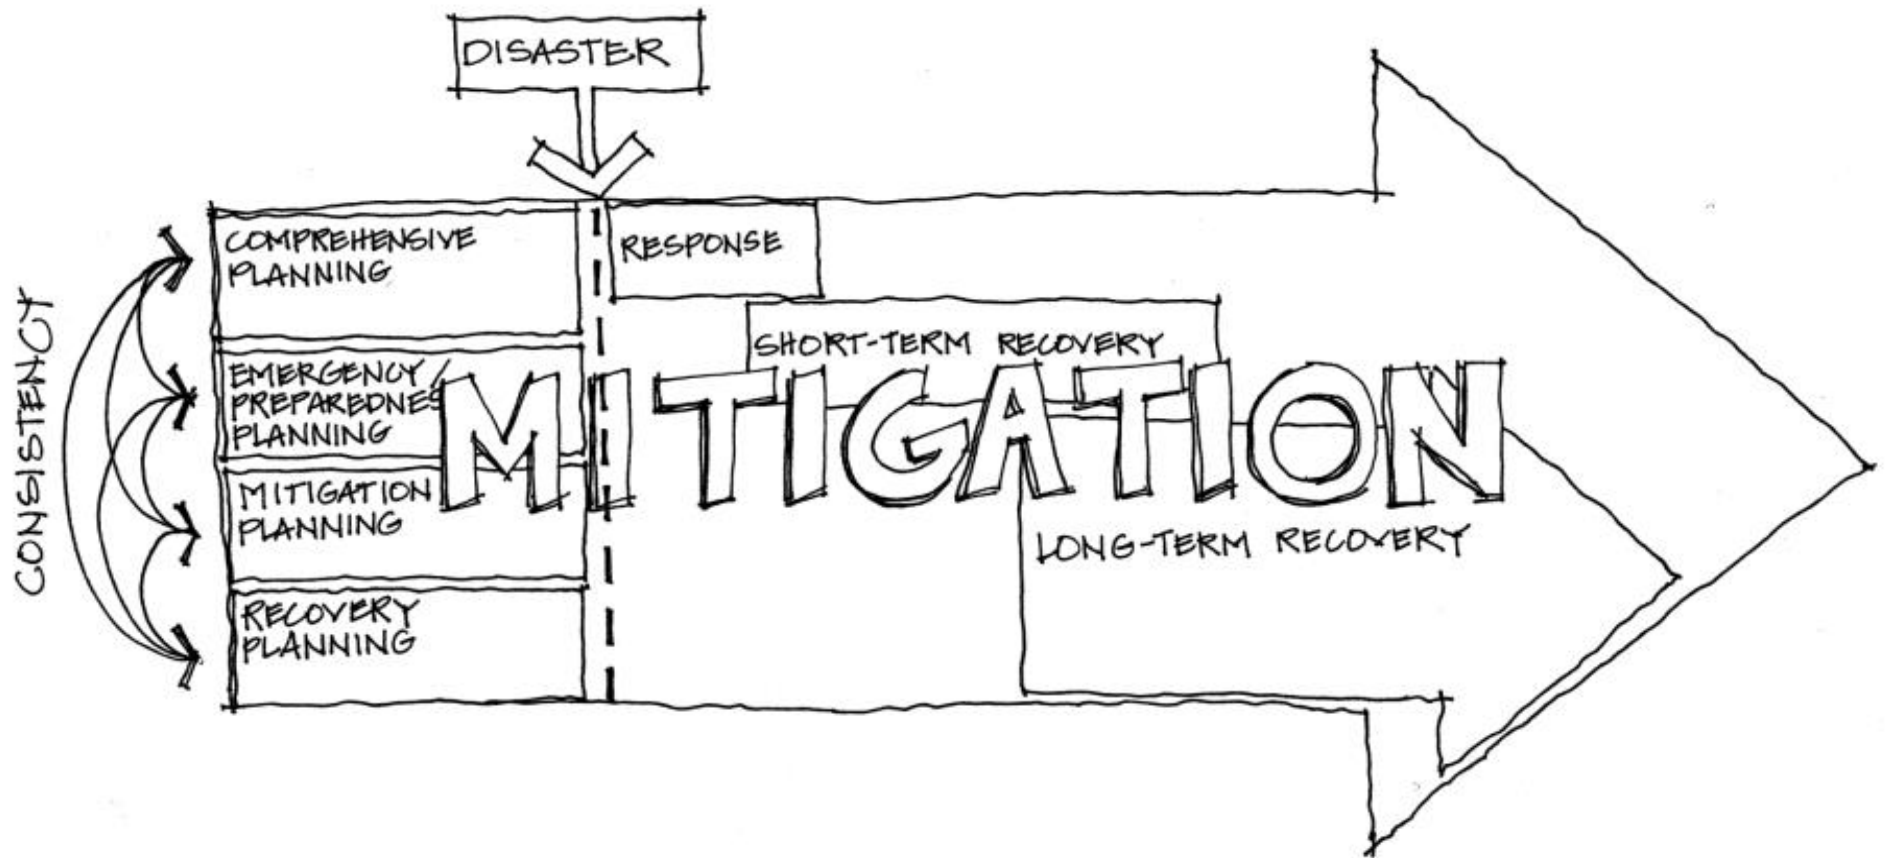 DISASTER
CONSISTENCY
COMPREHENSIVE
PLANNING
RESPONSE
SHORT-TERM RECOVERY
EMERGENCY/
PREPAREDNES
PLANNING
MITIGATION
MITIGATION
PLANNING
LONG-TERM RECOVERY
RECOVERY
PLANNING